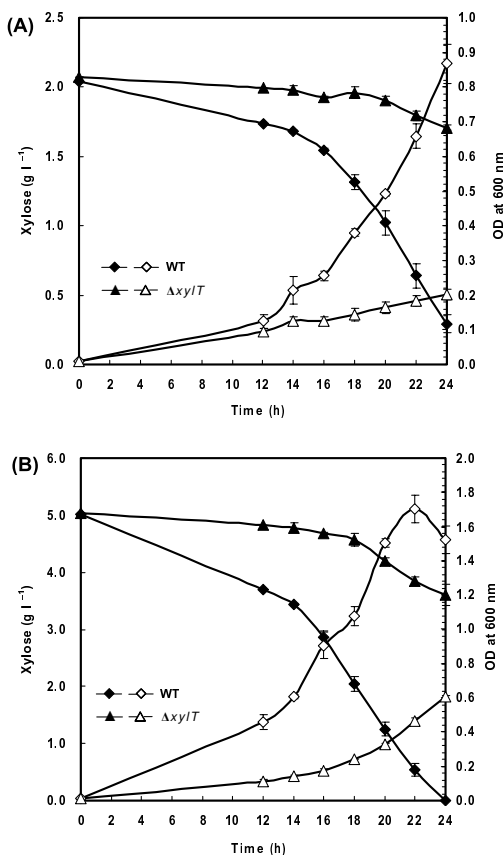 (A)
2.5
2.0
1.5
1.0
0.5
0.0
Xylose (g l ⁻¹)
1.0
0.9
0.8
0.7
0.6
0.5
0.4
0.3
0.2
0.1
0.0
OD at 600 nm
WT
ΔxylT
0 2 4 6 8 10 12 14 16 18 20 22 24
Time (h)
(B)
6.0
5.0
4.0
3.0
2.0
1.0
0.0
Xylose (g l ⁻¹)
2.0
1.8
1.6
1.4
1.2
1.0
0.8
0.6
0.4
0.2
0.0
OD at 600 nm
WT
ΔxylT
0 2 4 6 8 10 12 14 16 18 20 22 24
Time (h)